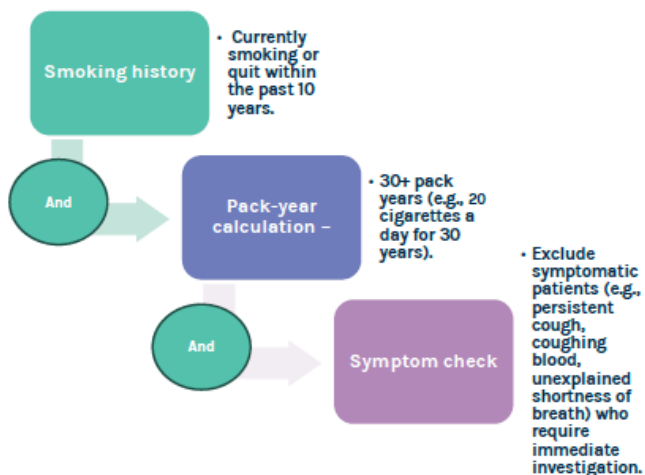 Smoking history
• Currently
smoking or
quit within
the past 10
years.
And
Pack-year
calculation –
• 30+ pack
years (e.g., 20
cigarettes a
day for 30
years).
And
Symptom check
• Exclude
symptomatic
patients (e.g.,
persistent
cough,
coughing
blood,
unexplained
shortness of
breath) who
require
immediate
investigation.